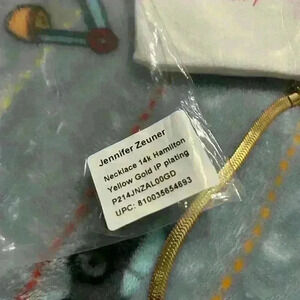 Jennifer Zeuner
Necklace 14k Hamilton
Yellow Gold IP plating
P214JNZAL00GD
UPC: 810035654693